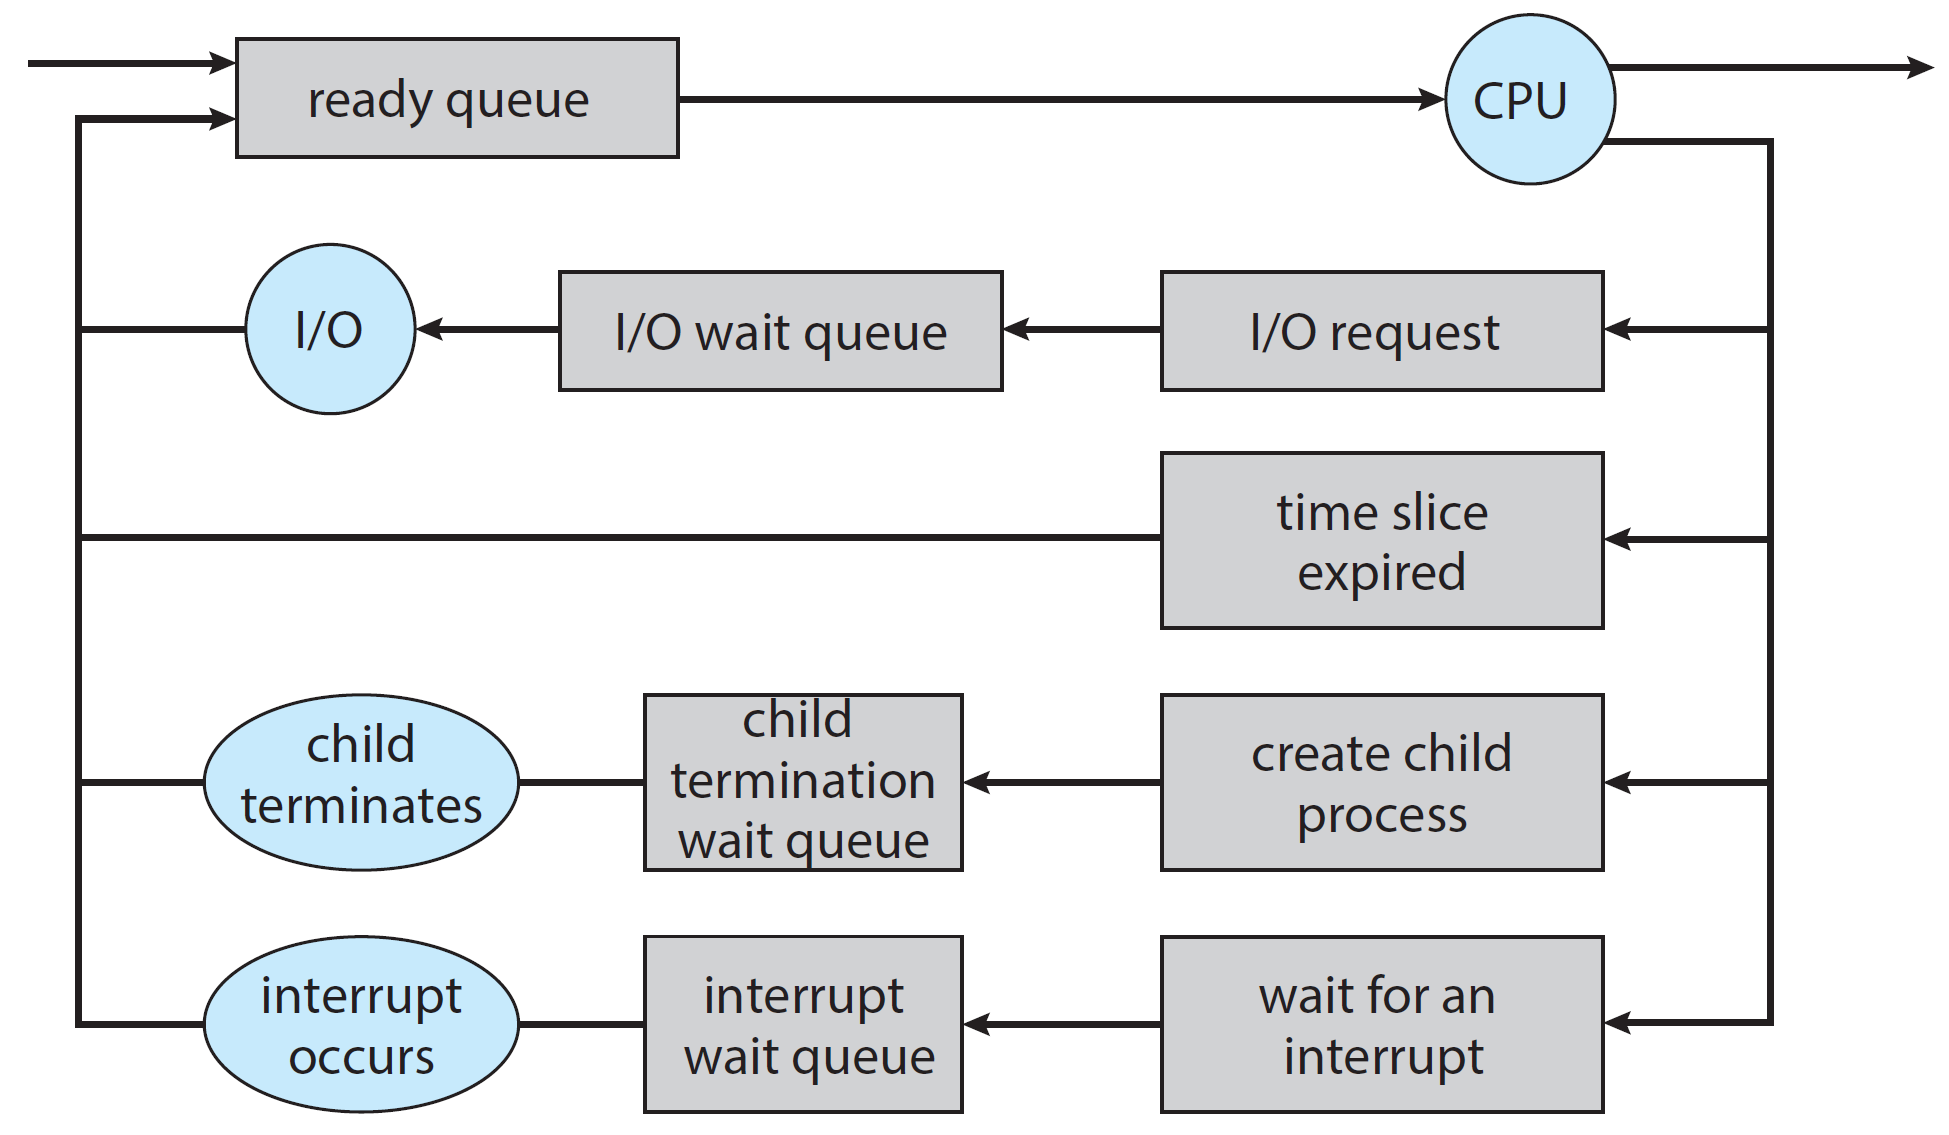 ready queue
CPU
I/O
I/O wait queue
I/O request
time slice
expired
child
terminates
child
termination
wait queue
create child
process
interrupt
occurs
interrupt
wait queue
wait for an
interrupt